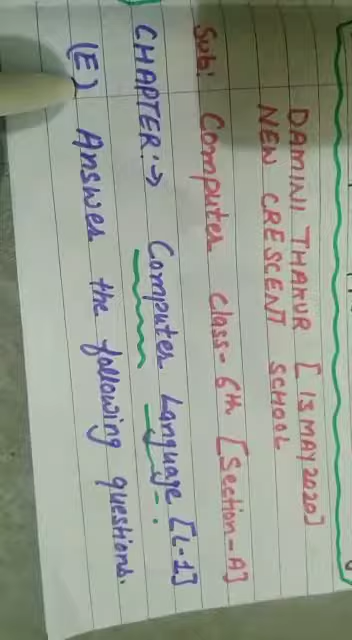 DAMINI THAKUR [13 MAY 2020]
NEW CRESCENT SCHOOL
Sub: Computer Class-6th [Section-A]
CHAPTER:→ Computer Language [L-1]
(E) Answer the following questions.